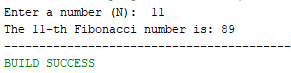 Enter a number (N):  11
The 11-th Fibonacci number is: 89
-----------------------------------------
BUILD SUCCESS